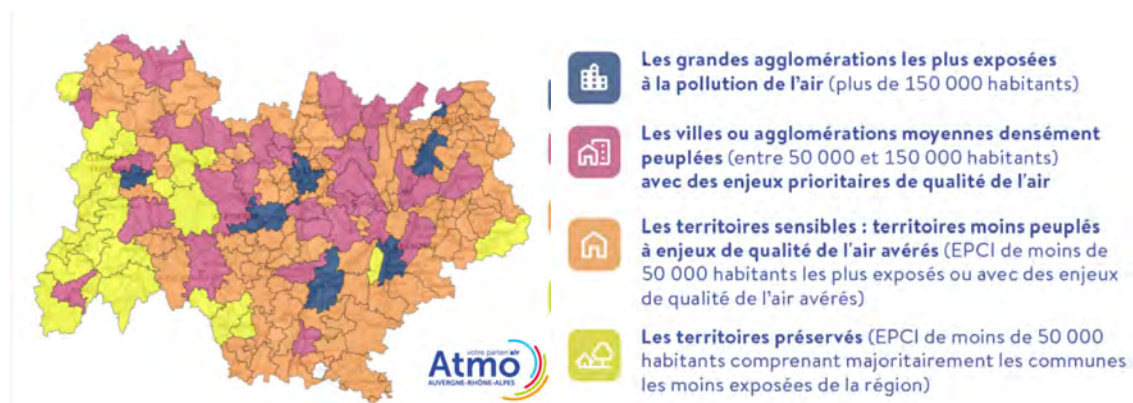 Les grandes agglomérations les plus exposées
à la pollution de l'air (plus de 150 000 habitants)
Les villes ou agglomérations moyennes densément
peuplées (entre 50 000 et 150 000 habitants)
avec des enjeux prioritaires de qualité de l'air
Les territoires sensibles : territoires moins peuplés
à enjeux de qualité de l'air avérés (EPCI de moins de
50 000 habitants les plus exposés ou avec des enjeux
de qualité de l'air avérés)
Les territoires préservés (EPCI de moins de 50 000
habitants comprenant majoritairement les communes
les moins exposées de la région)
votre parten'air
Atmo
AUVERGNE-RHÔNE-ALPES